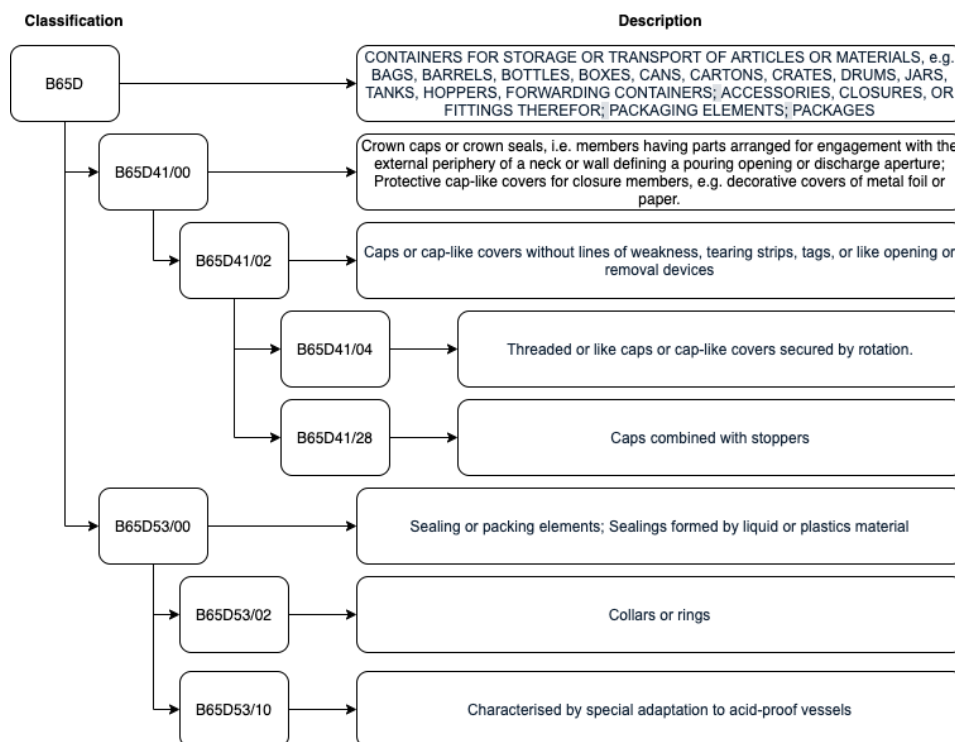 Classification Description
B65D
CONTAINERS FOR STORAGE OR TRANSPORT OF ARTICLES OR MATERIALS, e.g.
BAGS, BARRELS, BOTTLES, BOXES, CANS, CARTONS, CRATES, DRUMS, JARS,
TANKS, HOPPERS, FORWARDING CONTAINERS; ACCESSORIES, CLOSURES, OR
FITTINGS THEREFOR; PACKAGING ELEMENTS; PACKAGES
B65D41/00
Crown caps or crown seals, i.e. members having parts arranged for engagement with the
external periphery of a neck or wall defining a pouring opening or discharge aperture;
Protective cap-like covers for closure members, e.g. decorative covers of metal foil or
paper.
B65D41/02
Caps or cap-like covers without lines of weakness, tearing strips, tags, or like opening or
removal devices
B65D41/04
Threaded or like caps or cap-like covers secured by rotation.
B65D41/28
Caps combined with stoppers
B65D53/00
Sealing or packing elements; Sealings formed by liquid or plastics material
B65D53/02
Collars or rings
B65D53/10
Characterised by special adaptation to acid-proof vessels